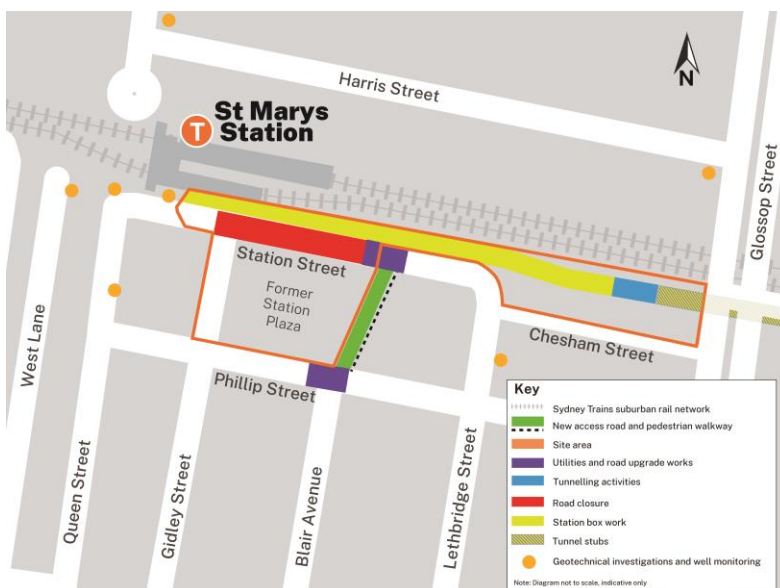 Harris Street
N
T
St Marys
Station
Glossop Street
Station Street
Former
Station
Plaza
Chesham Street
West Lane
Phillip Street
Queen Street
Gidley Street
Blair Avenue
Lethbridge Street
Key
Sydney Trains suburban rail network
New access road and pedestrian walkway
Site area
Utilities and road upgrade works
Tunnelling activities
Road closure
Station box work
Tunnel stubs
Geotechnical investigations and well monitoring
Note: Diagram not to scale, indicative only